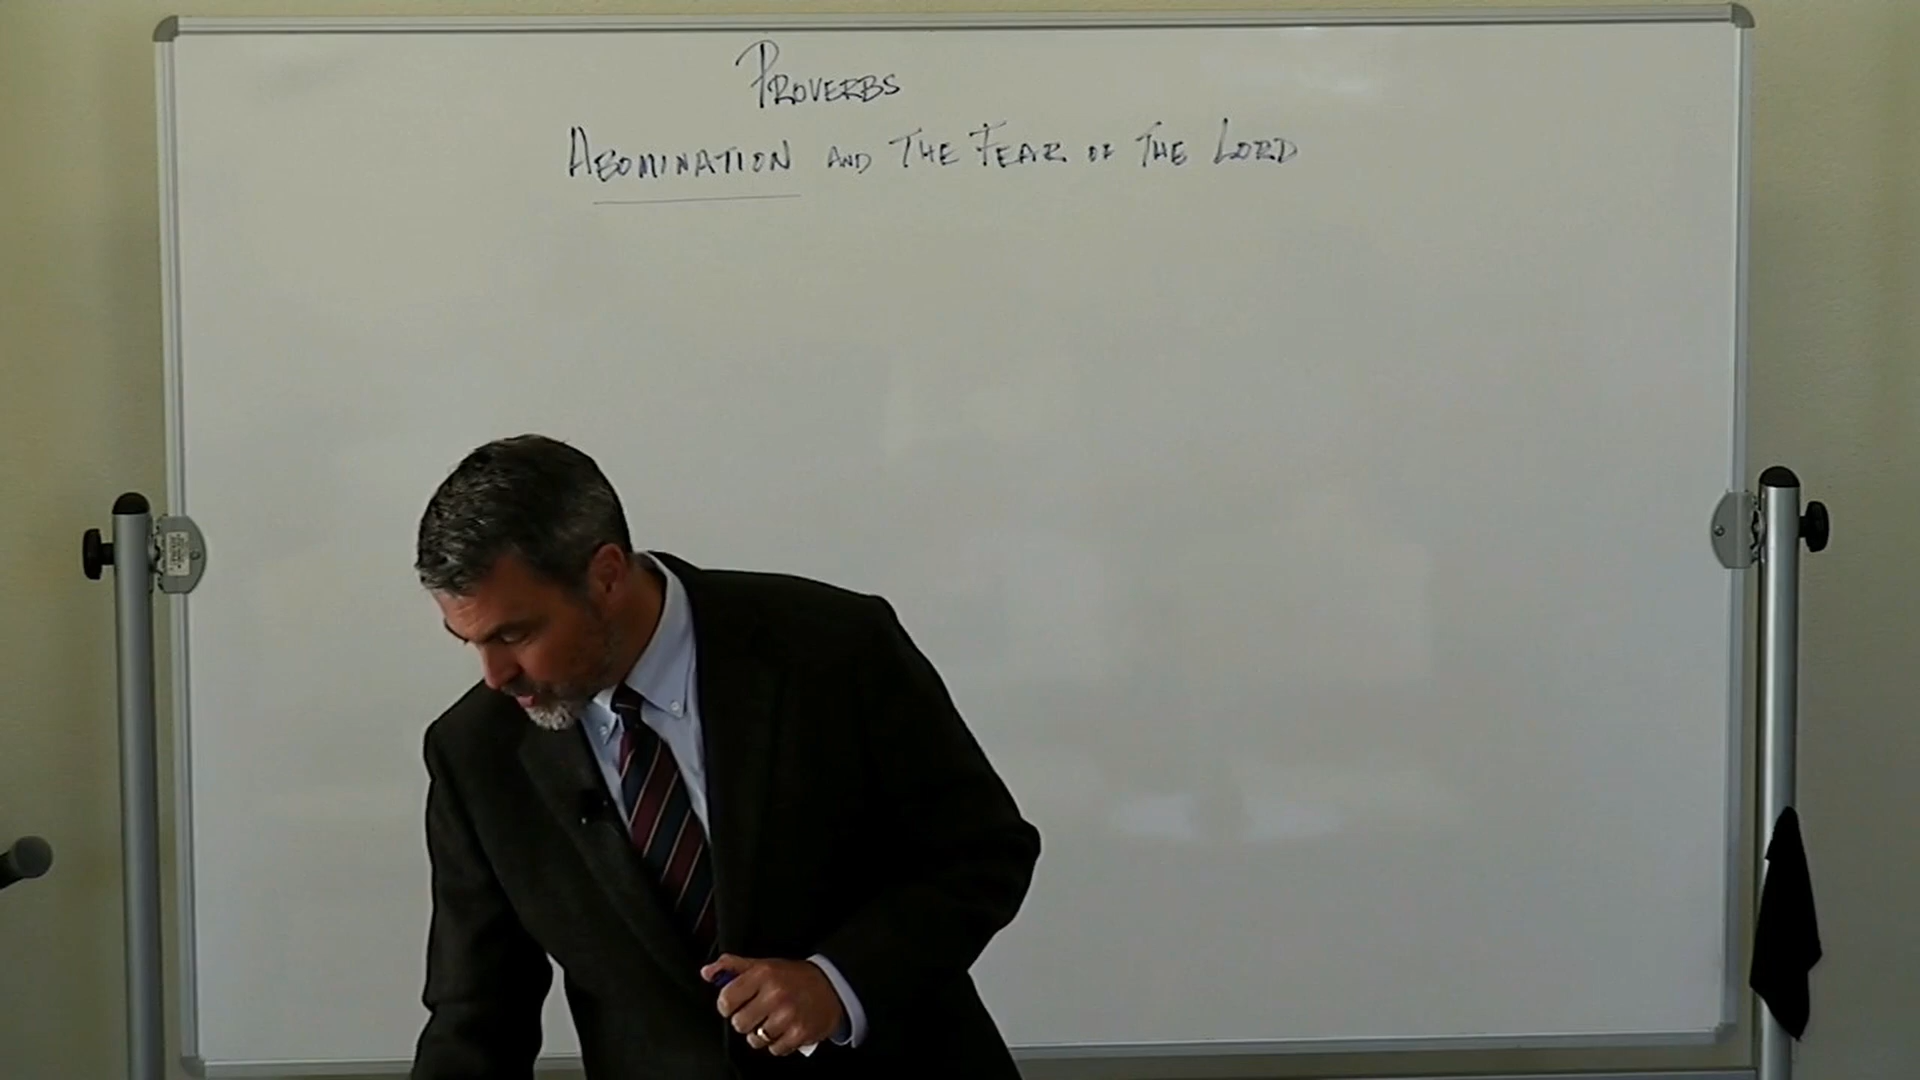 PROVERBS
ABOMINATION AND THE FEAR OF THE LORD